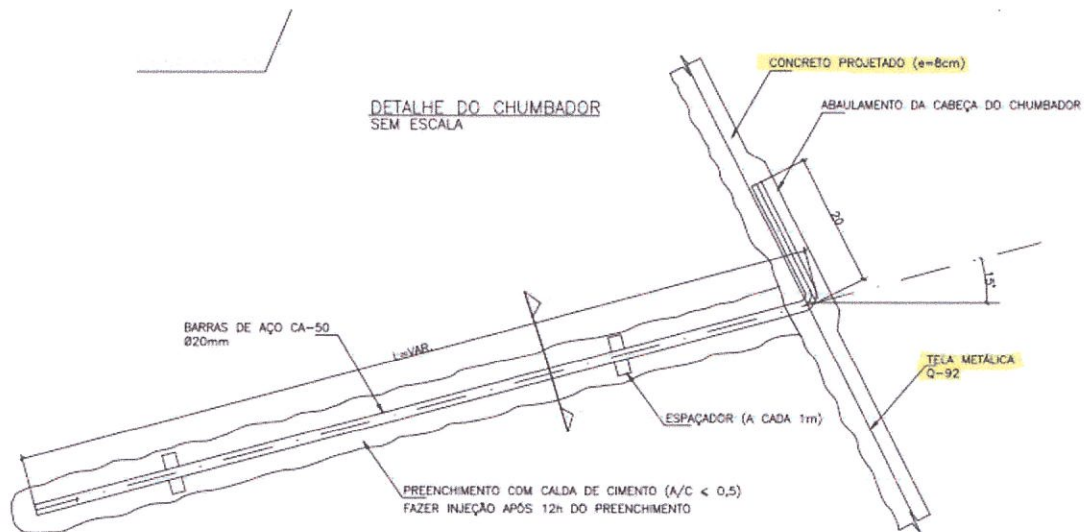 CONCRETO PROJETADO (e=8cm)
DETALHE DO CHUMBADOR
SEM ESCALA
ABAULAMENTO DA CABEÇA DO CHUMBADOR
20
15°
BARRAS DE AÇO CA-50
Ø20mm
L=VAR.
TELA METÁLICA
Q-92
ESPAÇADOR (A CADA 1m)
PREENCHIMENTO COM CALDA DE CIMENTO (A/C < 0,5)
FAZER INJEÇÃO APÓS 12h DO PREENCHIMENTO